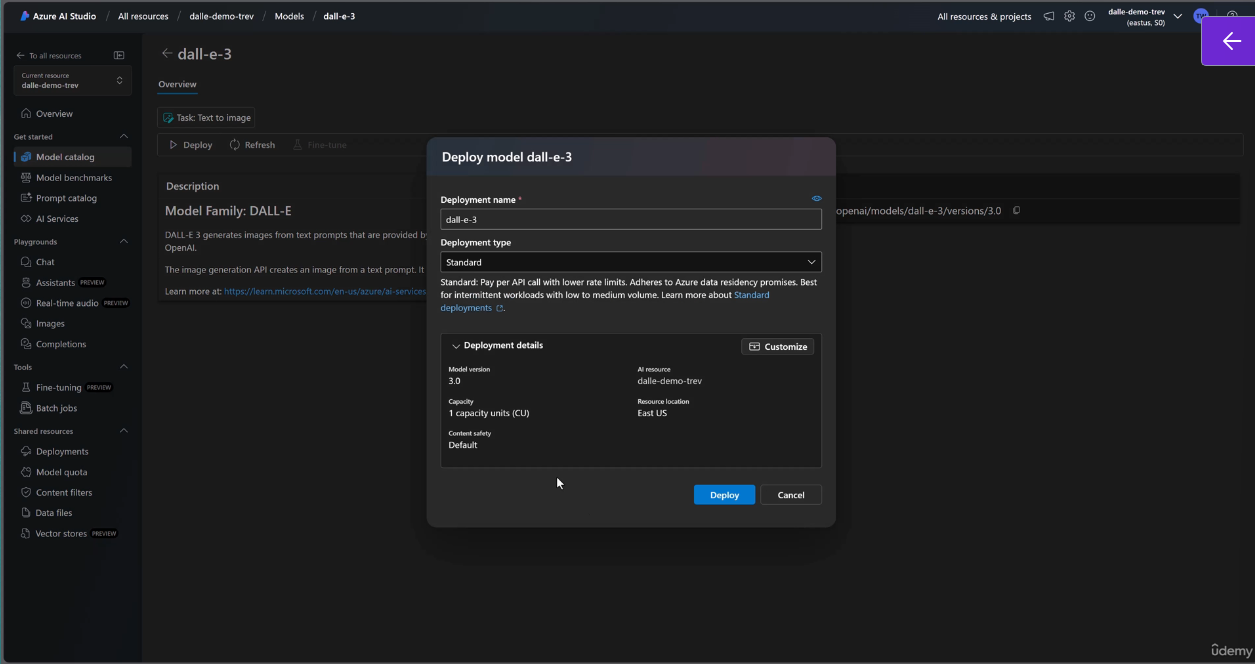 Azure AI Studio / All resources / dalle-demo-trev / Models / dall-e-3
All resources & projects
dalle-demo-trev
(eastus, S0)
TW
To all resources
Current resource
dalle-demo-trev
Overview
Get started
Model catalog
Model benchmarks
Prompt catalog
AI Services
Playgrounds
Chat
Assistants PREVIEW
Real-time audio PREVIEW
Images
Completions
Tools
Fine-tuning PREVIEW
Batch jobs
Shared resources
Deployments
Model quota
Content filters
Data files
Vector stores PREVIEW
dall-e-3
Overview
Task: Text to image
Deploy
Refresh
Fine-tune
Description
Model Family: DALL-E
DALL-E 3 generates images from text prompts that are provided by
OpenAI.
The image generation API creates an image from a text prompt. It
Learn more at: https://learn.microsoft.com/en-us/azure/ai-services
openai/models/dall-e-3/versions/3.0
Deploy model dall-e-3
Deployment name *
dall-e-3
Deployment type
Standard
Standard: Pay per API call with lower rate limits. Adheres to Azure data residency promises. Best
for intermittent workloads with low to medium volume. Learn more about Standard
deployments .
Deployment details
Customize
Model version
3.0
AI resource
dalle-demo-trev
Capacity
1 capacity units (CU)
Resource location
East US
Content safety
Default
Deploy
Cancel
ûdemy